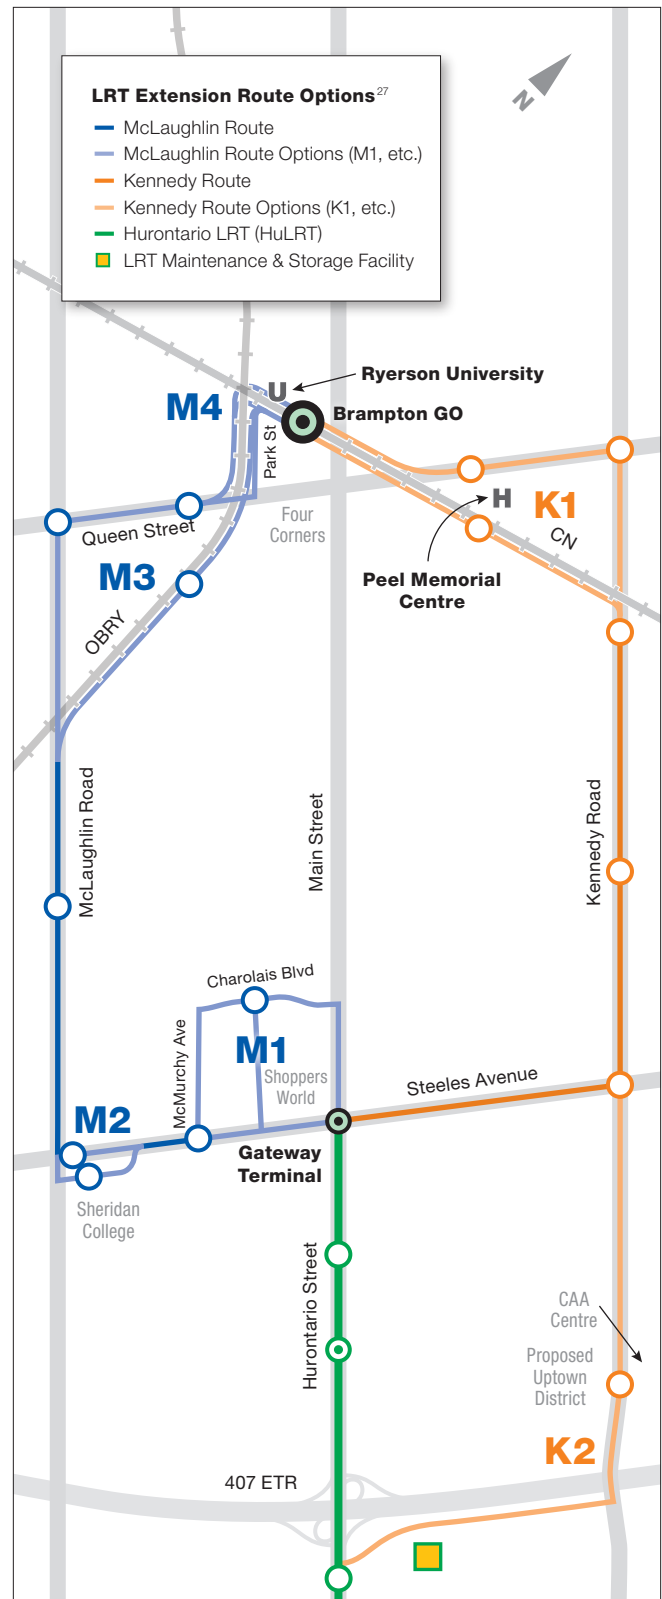 LRT Extension Route Options27
McLaughlin Route
McLaughlin Route Options (M1, etc.)
Kennedy Route
Kennedy Route Options (K1, etc.)
Hurontario LRT (HuLRT)
LRT Maintenance & Storage Facility
N
U
Ryerson University
M4
Brampton GO
Park St
H
K1
Queen Street
Four
Corners
CN
M3
Peel Memorial
Centre
OBRY
McLaughlin Road
Main Street
Kennedy Road
Charolais Blvd
McMurchy Ave
M1
Shoppers
World
Steeles Avenue
M2
Gateway
Terminal
Sheridan
College
Hurontario Street
CAA
Centre
Proposed
Uptown
District
K2
407 ETR